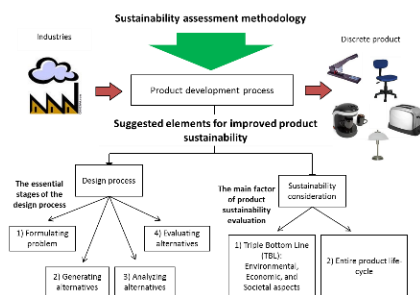 Sustainability assessment methodology
Industries
Discrete product
Product development process
Suggested elements for improved product
sustainability
The essential
stages of the
design process
Design process
The main factor
of product
sustainability
evaluation
Sustainability
consideration
1) Formulating
problem
4) Evaluating
alternatives
2) Generating
alternatives
3) Analyzing
alternatives
1) Triple Bottom Line
(TBL):
Environmental,
Economic, and
Societal aspects
2) Entire product life-
cycle